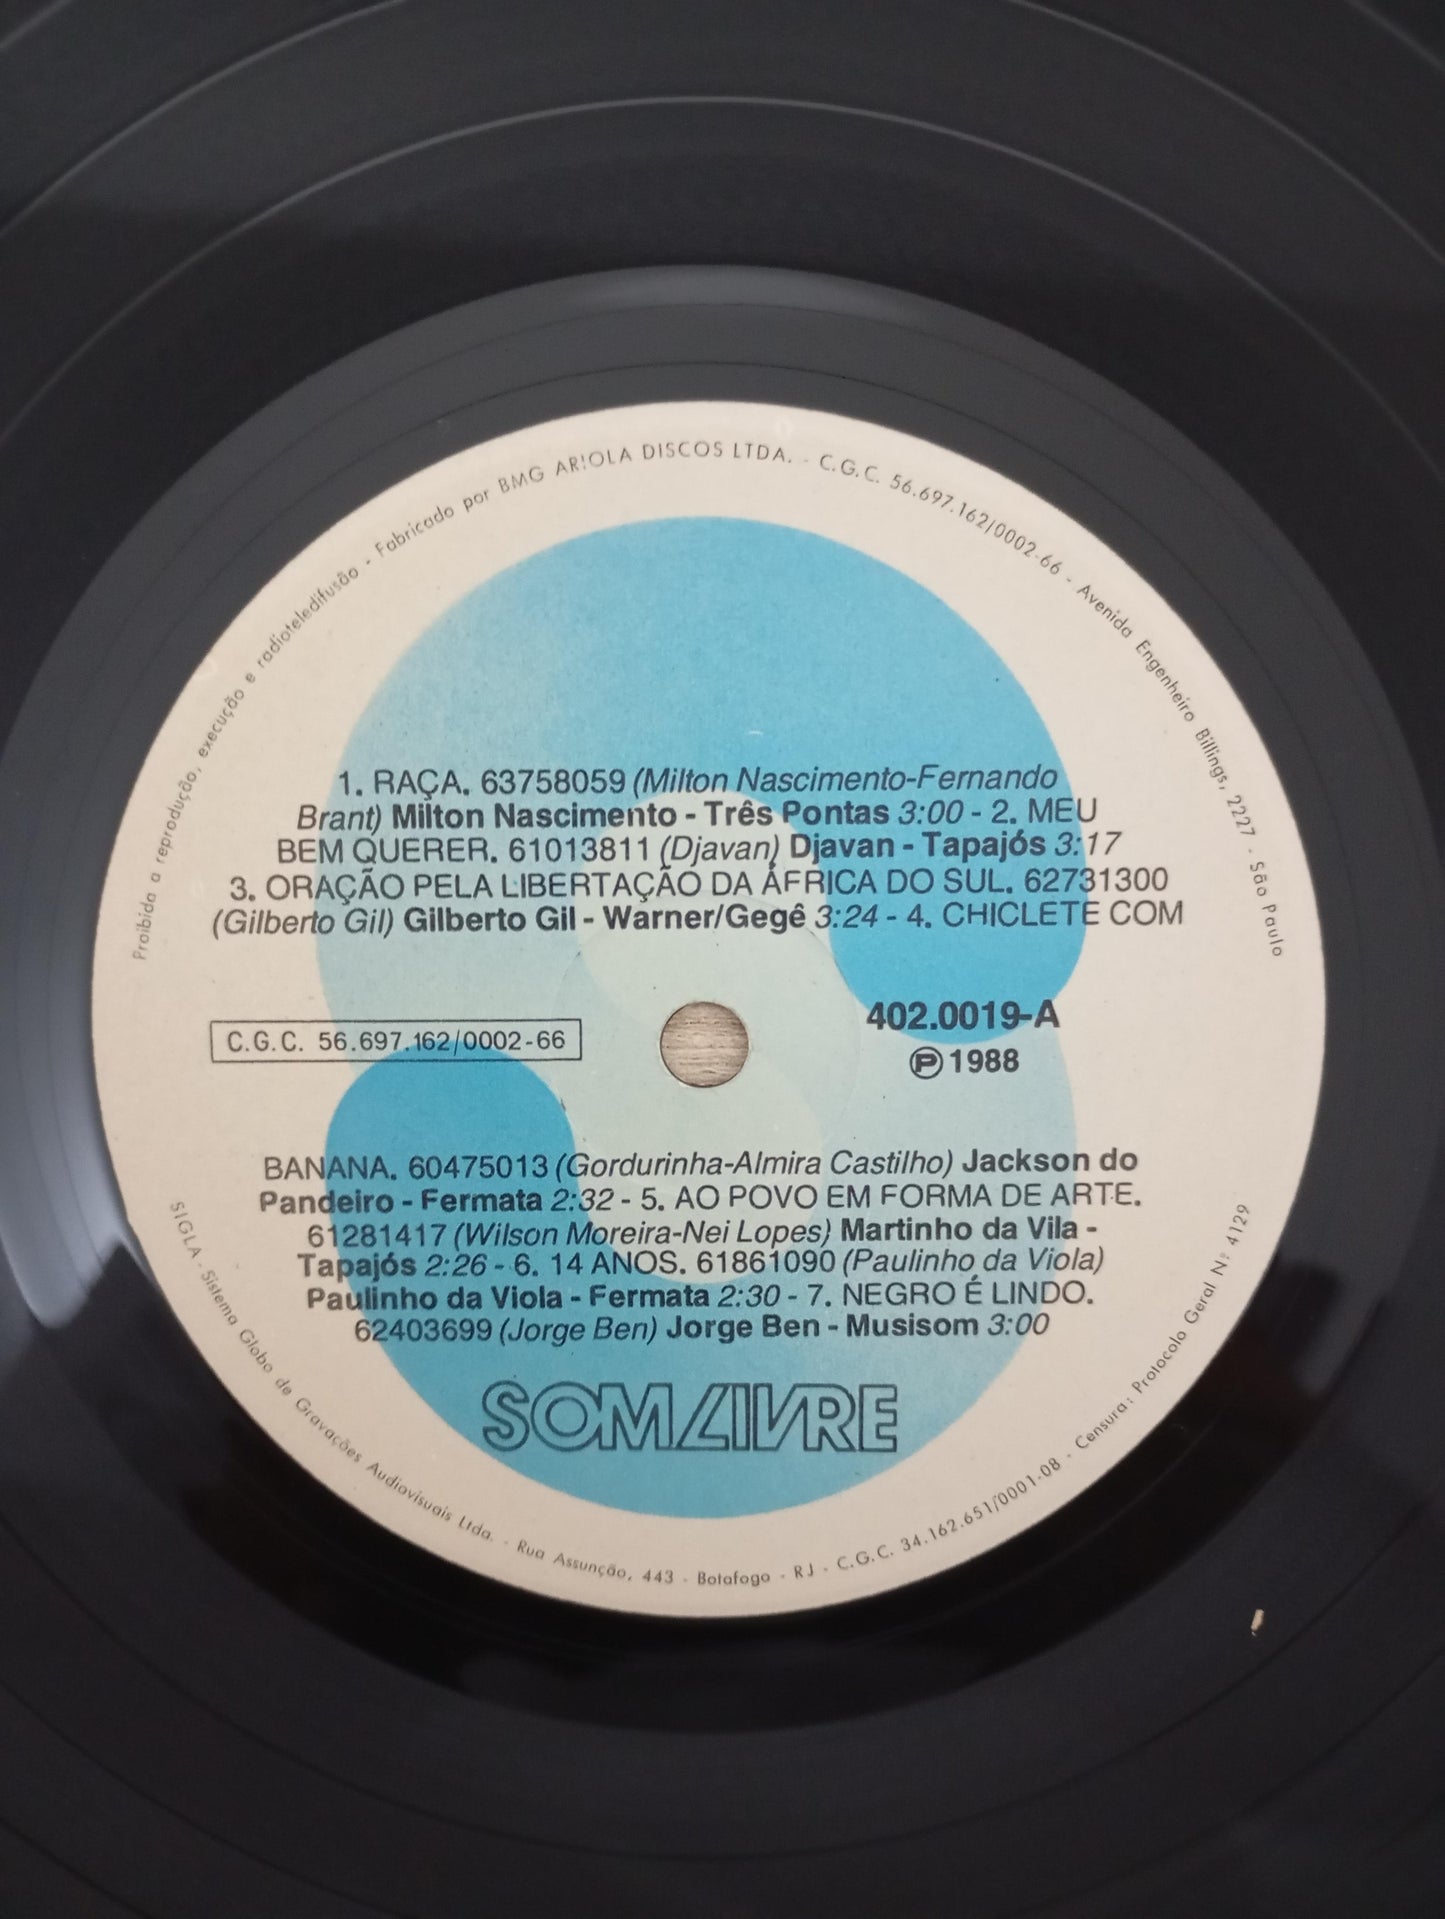 Proibida a reprodução, execução e radioteledifusão - Fabricado por BMG ARIOLA DISCOS LTDA. - C.G.C. 56.697.162/0002-66 - Avenida Engenheiro Billings, 2227 - São Paulo
1. RAÇA. 63758059 (Milton Nascimento-Fernando
Brant) Milton Nascimento - Três Pontas 3:00 - 2. MEU
BEM QUERER. 61013811 (Djavan) Djavan - Tapajós 3:17
3. ORAÇÃO PELA LIBERTAÇÃO DA ÁFRICA DO SUL. 62731300
(Gilberto Gil) Gilberto Gil - Warner/Gegê 3:24 - 4. CHICLETE COM
C.G.C. 56.697.162/0002-66
402.0019-A
Ⓟ 1988
BANANA. 60475013 (Gordurinha-Almira Castilho) Jackson do
Pandeiro - Fermata 2:32 - 5. AO POVO EM FORMA DE ARTE.
61281417 (Wilson Moreira-Nei Lopes) Martinho da Vila -
Tapajós 2:26 - 6. 14 ANOS. 61861090 (Paulinho da Viola)
Paulinho da Viola - Fermata 2:30 - 7. NEGRO É LINDO.
62403699 (Jorge Ben) Jorge Ben - Musisom 3:00
SOM LIVRE
SIGLA - Sistema Globo de Gravações Audiovisuais Ltda. - Rua Assunção, 443 - Botafogo - RJ - C.G.C. 34.162.651/0001-08 - Censura: Protocolo Geral Nº 4129